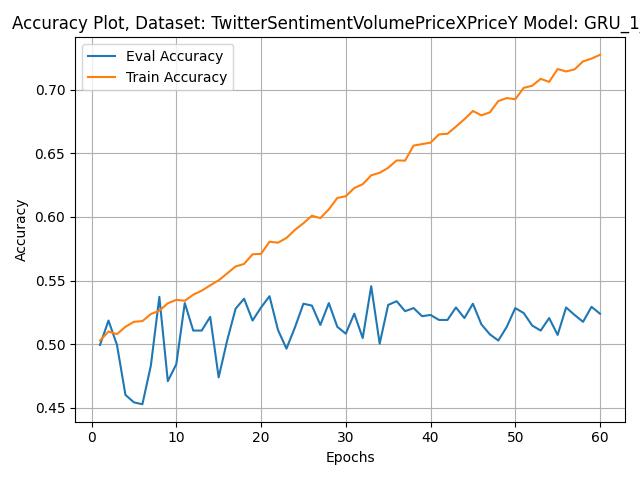 Accuracy Plot, Dataset: TwitterSentimentVolumePriceXPriceY Model: GRU_1
Eval Accuracy
Train Accuracy
0.70
0.65
0.60
0.55
0.50
0.45
Accuracy
0 10 20 30 40 50 60
Epochs